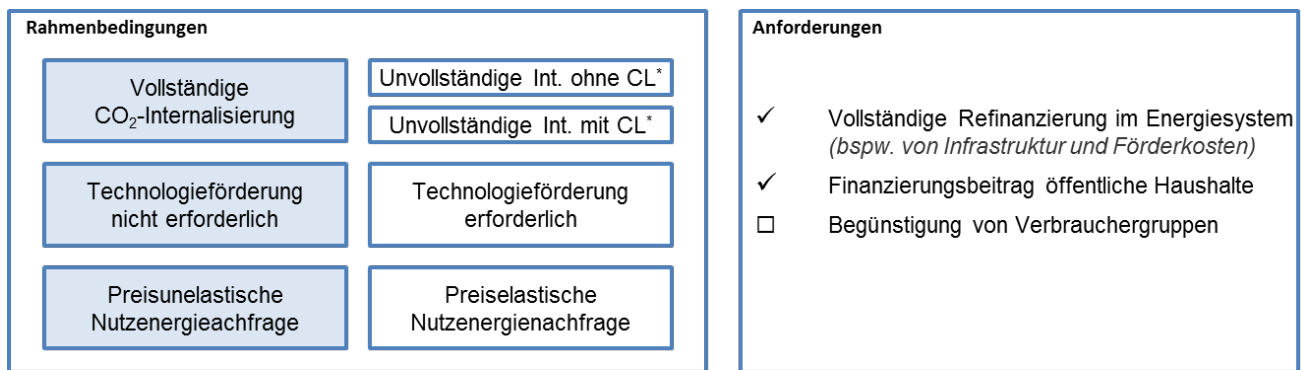 Rahmenbedingungen
Vollständige
CO₂-Internalisierung
Unvollständige Int. ohne CL*
Unvollständige Int. mit CL*
Technologieförderung
nicht erforderlich
Technologieförderung
erforderlich
Preisunelastische
Nutzenergieachfrage
Preiselastische
Nutzenergienachfrage
Anforderungen
✓ Vollständige Refinanzierung im Energiesystem
(bspw. von Infrastruktur und Förderkosten)
✓ Finanzierungsbeitrag öffentliche Haushalte
☐ Begünstigung von Verbrauchergruppen